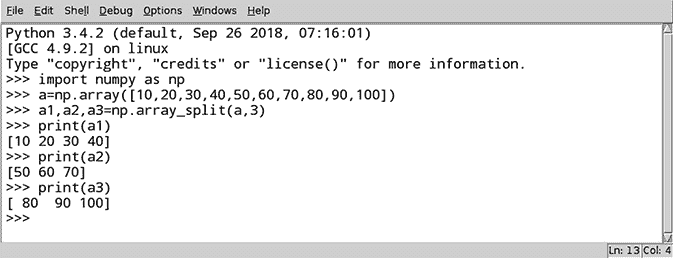 File Edit Shell Debug Options Windows Help
Python 3.4.2 (default, Sep 26 2018, 07:16:01)
[GCC 4.9.2] on linux
Type "copyright", "credits" or "license()" for more information.
>>> import numpy as np
>>> a=np.array([10,20,30,40,50,60,70,80,90,100])
>>> a1,a2,a3=np.array_split(a,3)
>>> print(a1)
[10 20 30 40]
>>> print(a2)
[50 60 70]
>>> print(a3)
[ 80  90 100]
>>>
Ln: 13 Col: 4